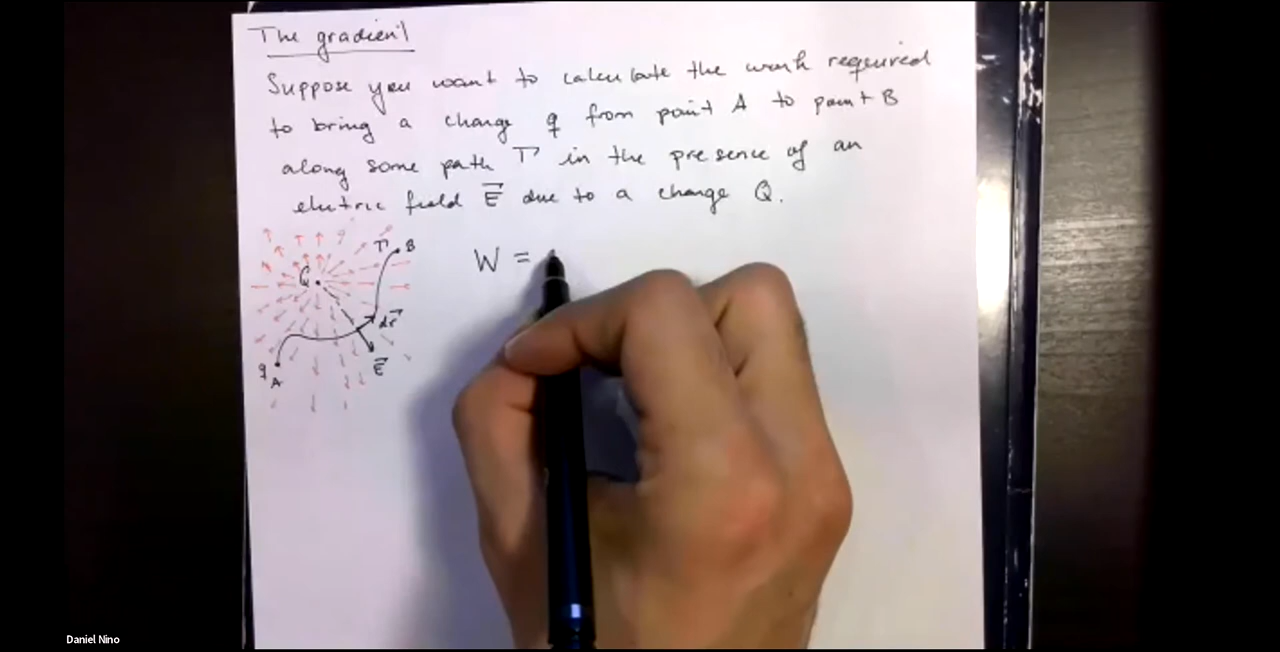 The gradient
Suppose you want to calculate the work required
to bring a charge q from point A to point B
along some path Γ in the presence of an
electric field E⃗ due to a charge Q.
Γ B
W =
Q
dr⃗
q A
E⃗
Daniel Nino